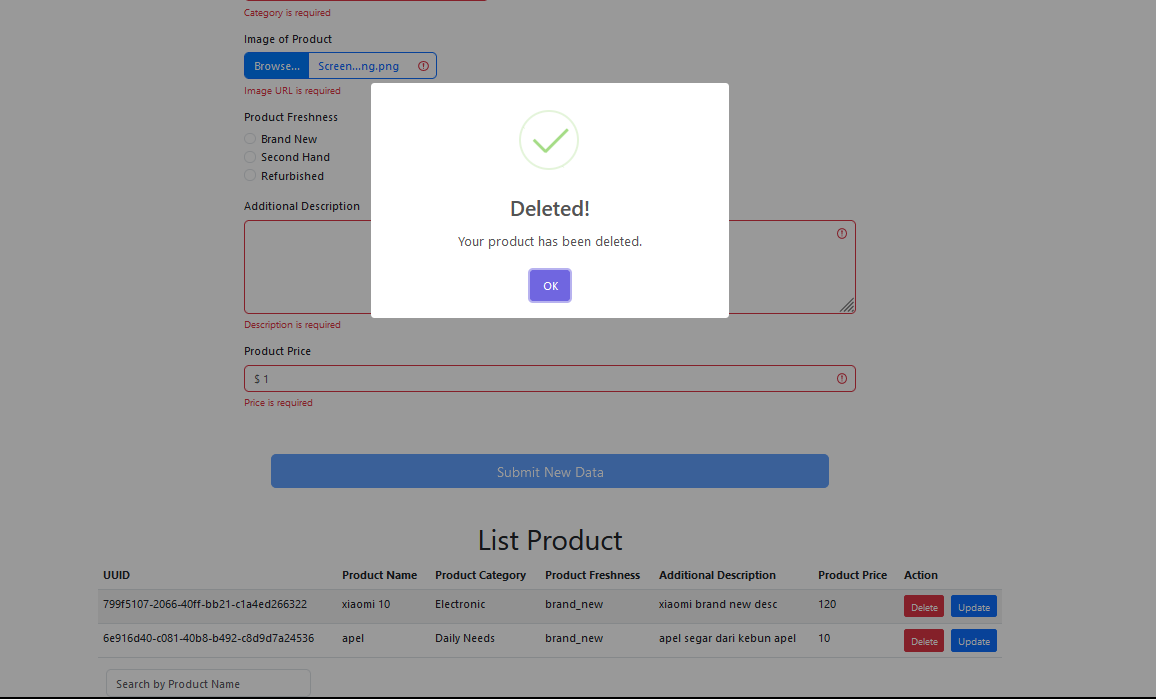 Category is required
Image of Product
Browse... Screen...ng.png
Image URL is required
Product Freshness
Brand New
Second Hand
Refurbished
Additional Description
Description is required
Product Price
$ 1
Price is required
Deleted!
Your product has been deleted.
OK
Submit New Data
List Product
UUID Product Name Product Category Product Freshness Additional Description Product Price Action
799f5107-2066-40ff-bb21-c1a4ed266322 xiaomi 10 Electronic brand_new xiaomi brand new desc 120 Delete Update
6e916d40-c081-40b8-b492-c8d9d7a24536 apel Daily Needs brand_new apel segar dari kebun apel 10 Delete Update
Search by Product Name